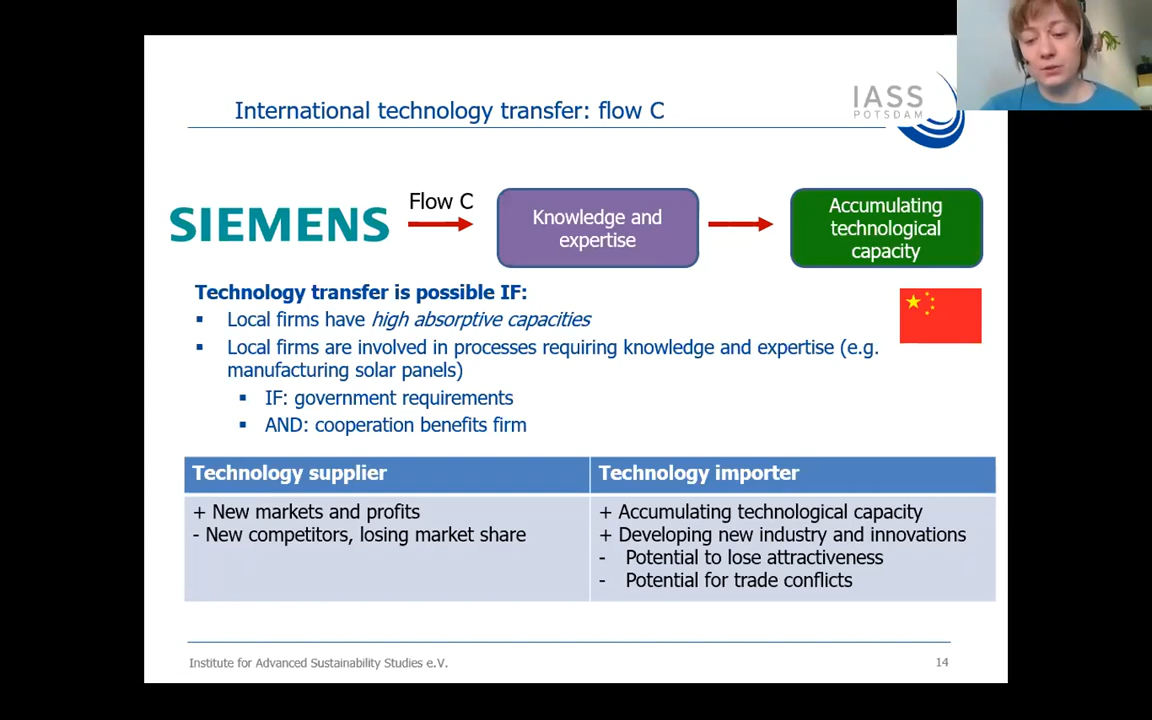 International technology transfer: flow C
IASS
POTSDAM
SIEMENS
Flow C
Knowledge and
expertise
Accumulating
technological
capacity
Technology transfer is possible IF:
▪ Local firms have high absorptive capacities
▪ Local firms are involved in processes requiring knowledge and expertise (e.g.
manufacturing solar panels)
▪ IF: government requirements
▪ AND: cooperation benefits firm
Technology supplier
+ New markets and profits
- New competitors, losing market share
Technology importer
+ Accumulating technological capacity
+ Developing new industry and innovations
- Potential to lose attractiveness
- Potential for trade conflicts
Institute for Advanced Sustainability Studies e.V.
14